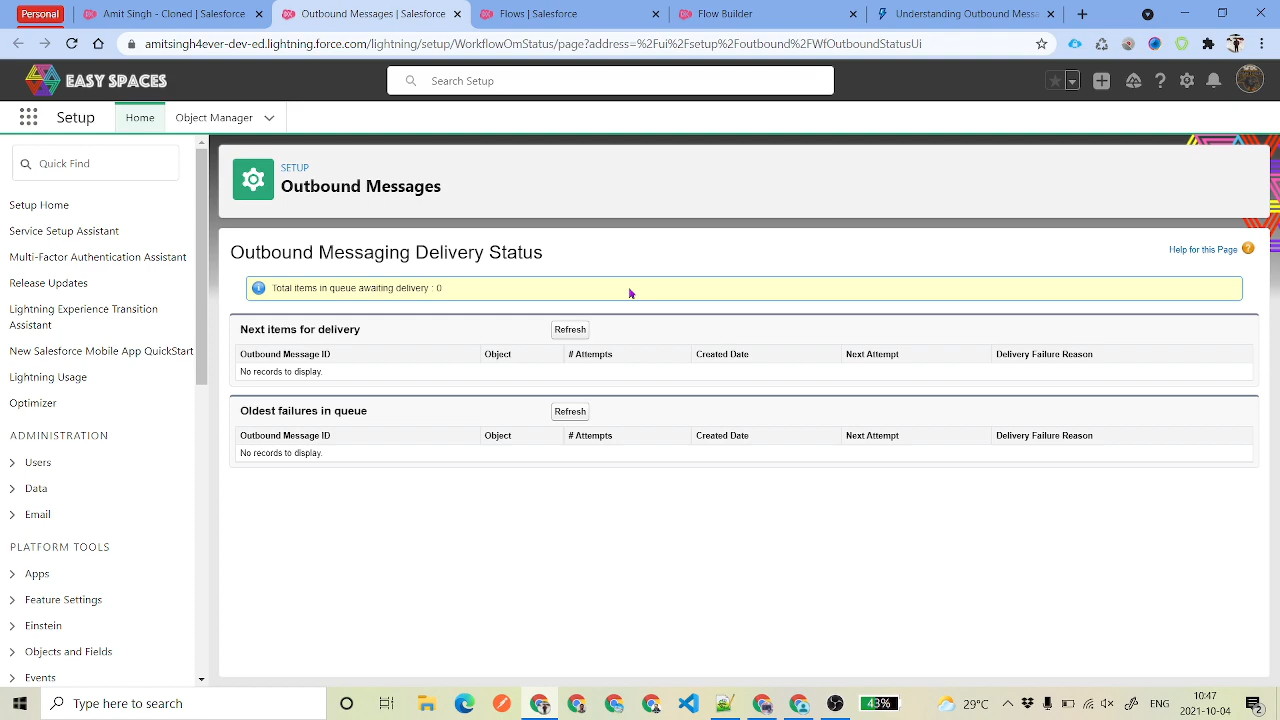 Personal
Amit Singh - Cloned | Salesforce
Outbound Messages | Salesforce
Flows | Salesforce
Flow Builder
Understanding Outbound Messa
amitsingh4ever-dev-ed.lightning.force.com/lightning/setup/WorkflowOmStatus/page?address=%2Fui%2Fsetup%2Foutbound%2FWfOutboundStatusUi
EASY SPACES
Search Setup
Setup
Home
Object Manager
Quick Find
Setup Home
Service Setup Assistant
Multi-Factor Authentication Assistant
Release Updates
Lightning Experience Transition
Assistant
New Salesforce Mobile App QuickStart
Lightning Usage
Optimizer
ADMINISTRATION
Users
Data
Email
PLATFORM TOOLS
Apps
Feature Settings
Einstein
Objects and Fields
Events
SETUP
Outbound Messages
Outbound Messaging Delivery Status
Help for this Page
Total items in queue awaiting delivery : 0
Next items for delivery
Refresh
Outbound Message ID Object # Attempts Created Date Next Attempt Delivery Failure Reason
No records to display.
Oldest failures in queue
Refresh
Outbound Message ID Object # Attempts Created Date Next Attempt Delivery Failure Reason
No records to display.
Type here to search
43%
29°C
ENG
10:47
2021-10-04
2